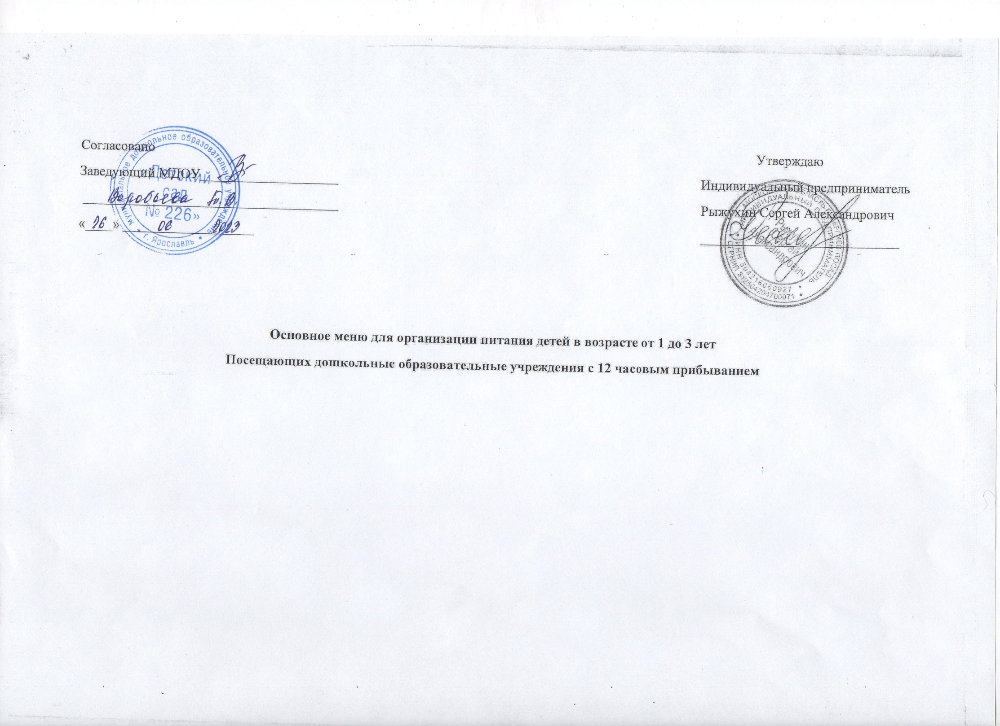 Согласовано
Заведующий МДОУ
Воробьева Т.В.
«26» 06 2023
муниципальное дошкольное образовательное учреждение
* г. Ярославль *
«Детский
сад
№ 226»
Утверждаю
Индивидуальный предприниматель
Рыжухин Сергей Александрович
МОСКОВСКАЯ ОБЛАСТЬ СЕРГИЕВ ПОСАД
ИНДИВИДУАЛЬНЫЙ ПРЕДПРИНИМАТЕЛЬ
Рыжухин
Сергей
Александрович
ИНН 504216060927
ОГРНИП 312504204700071
Основное меню для организации питания детей в возрасте от 1 до 3 лет
Посещающих дошкольные образовательные учреждения с 12 часовым прибыванием